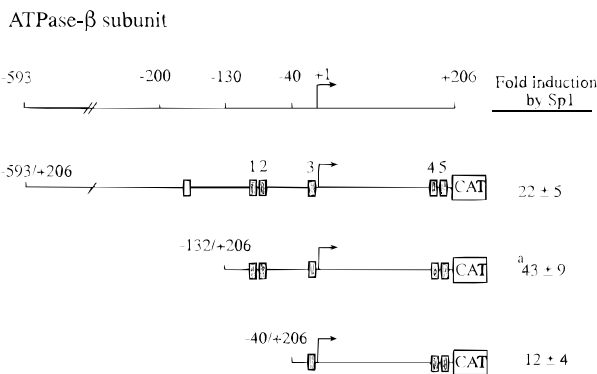 ATPase-β subunit
-593 -200 -130 -40 +1 +206
Fold induction
by Sp1
-593/+206 1 2 3 4 5 CAT 22 ± 5
-132/+206 CAT a43 ± 9
-40/+206 CAT 12 ± 4